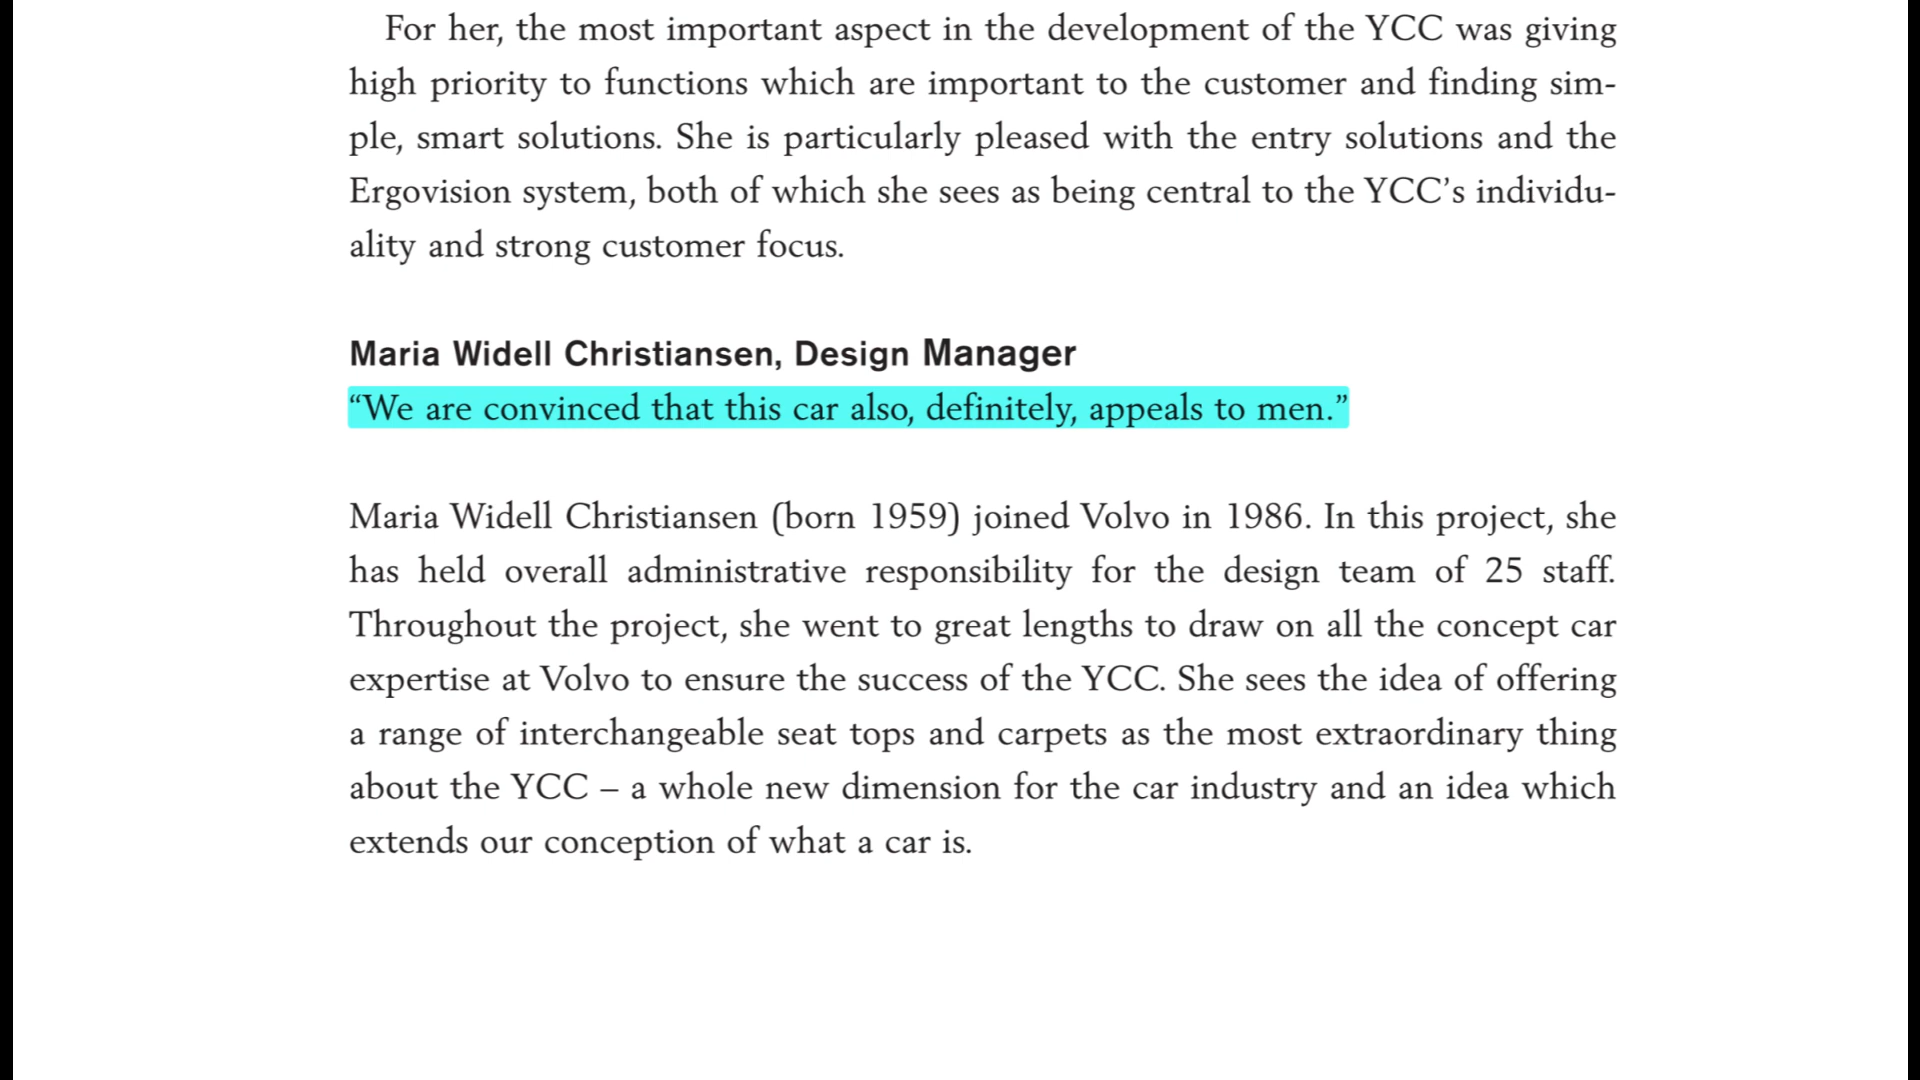 For her, the most important aspect in the development of the YCC was giving
high priority to functions which are important to the customer and finding sim-
ple, smart solutions. She is particularly pleased with the entry solutions and the
Ergovision system, both of which she sees as being central to the YCC’s individu-
ality and strong customer focus.
Maria Widell Christiansen, Design Manager
“We are convinced that this car also, definitely, appeals to men.”
Maria Widell Christiansen (born 1959) joined Volvo in 1986. In this project, she
has held overall administrative responsibility for the design team of 25 staff.
Throughout the project, she went to great lengths to draw on all the concept car
expertise at Volvo to ensure the success of the YCC. She sees the idea of offering
a range of interchangeable seat tops and carpets as the most extraordinary thing
about the YCC – a whole new dimension for the car industry and an idea which
extends our conception of what a car is.